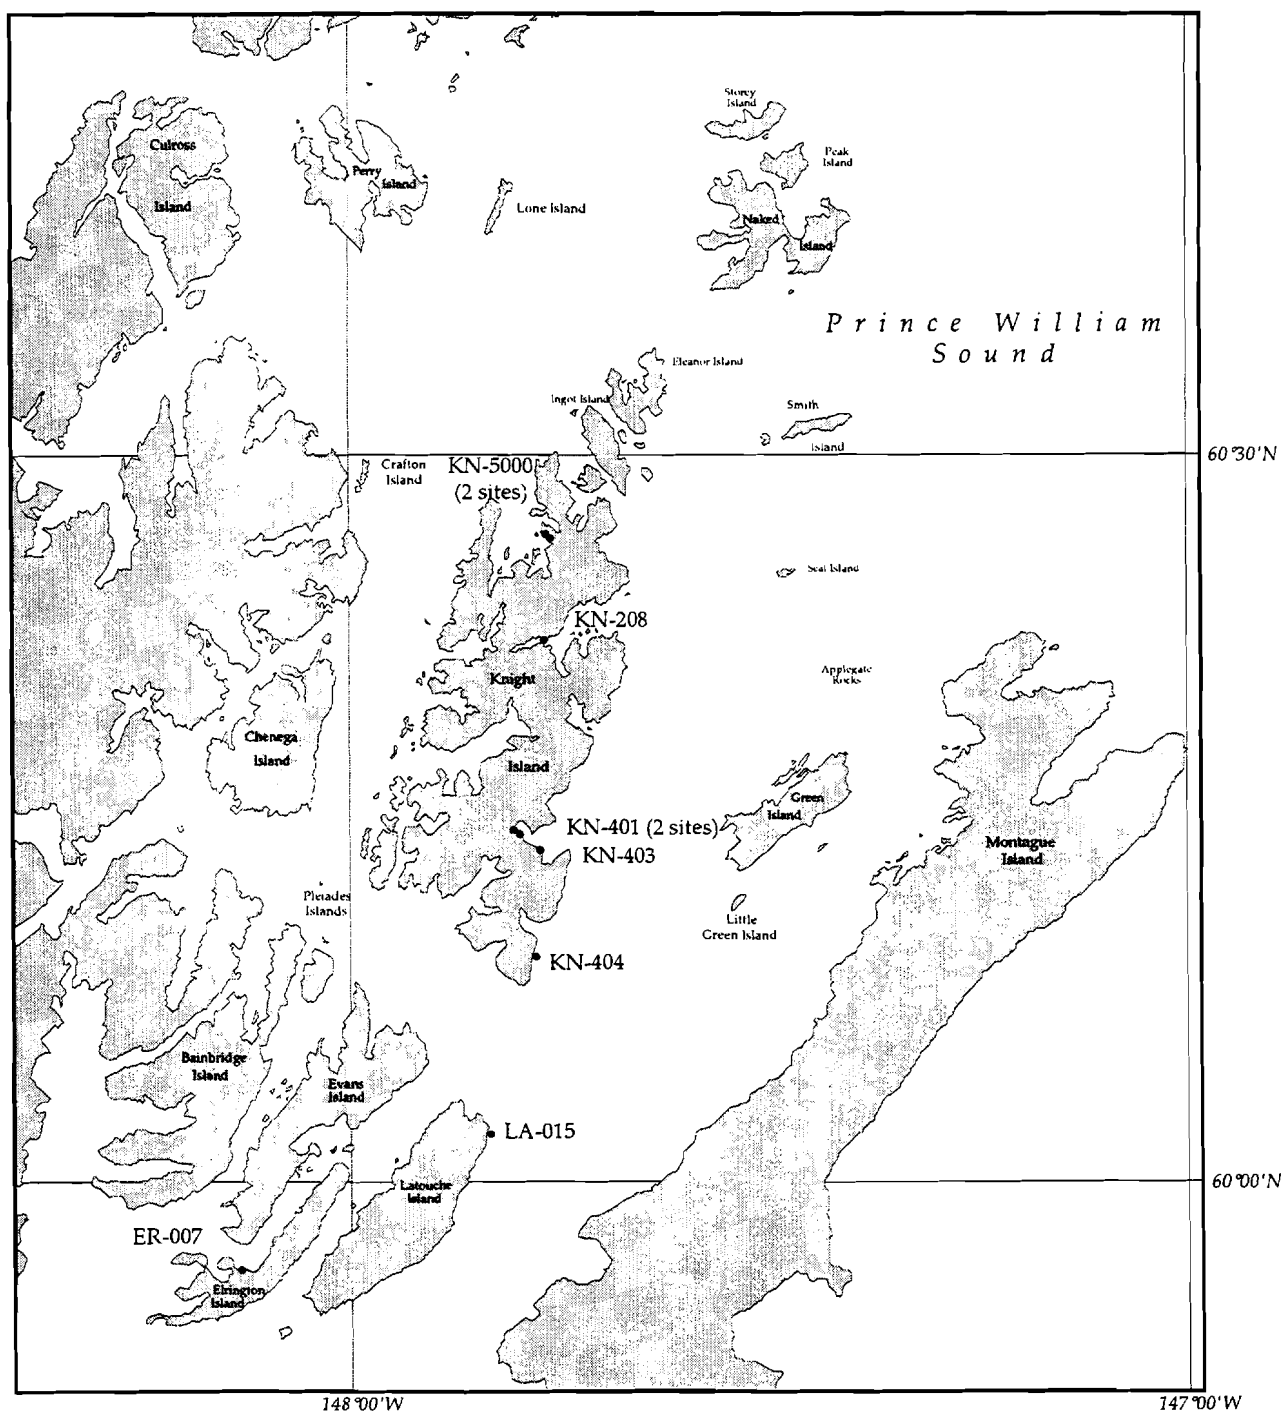 Storey
Island
Culross
Island
Perry
Island
Peak
Island
Lone Island
Naked
Island
Prince William
Sound
Eleanor Island
Ingot Island
Smith
Island
60°30'N
Crafton
Island
KN-5000
(2 sites)
Seal Island
KN-208
Knight
Island
Applegate
Rocks
Chenega
Island
Green
Island
KN-401 (2 sites)
KN-403
Montague
Island
Pleiades
Islands
Little
Green Island
KN-404
Bainbridge
Island
Evans
Island
LA-015
Latouche
Island
60°00'N
ER-007
Elrington
Island
148°00'W
147°00'W